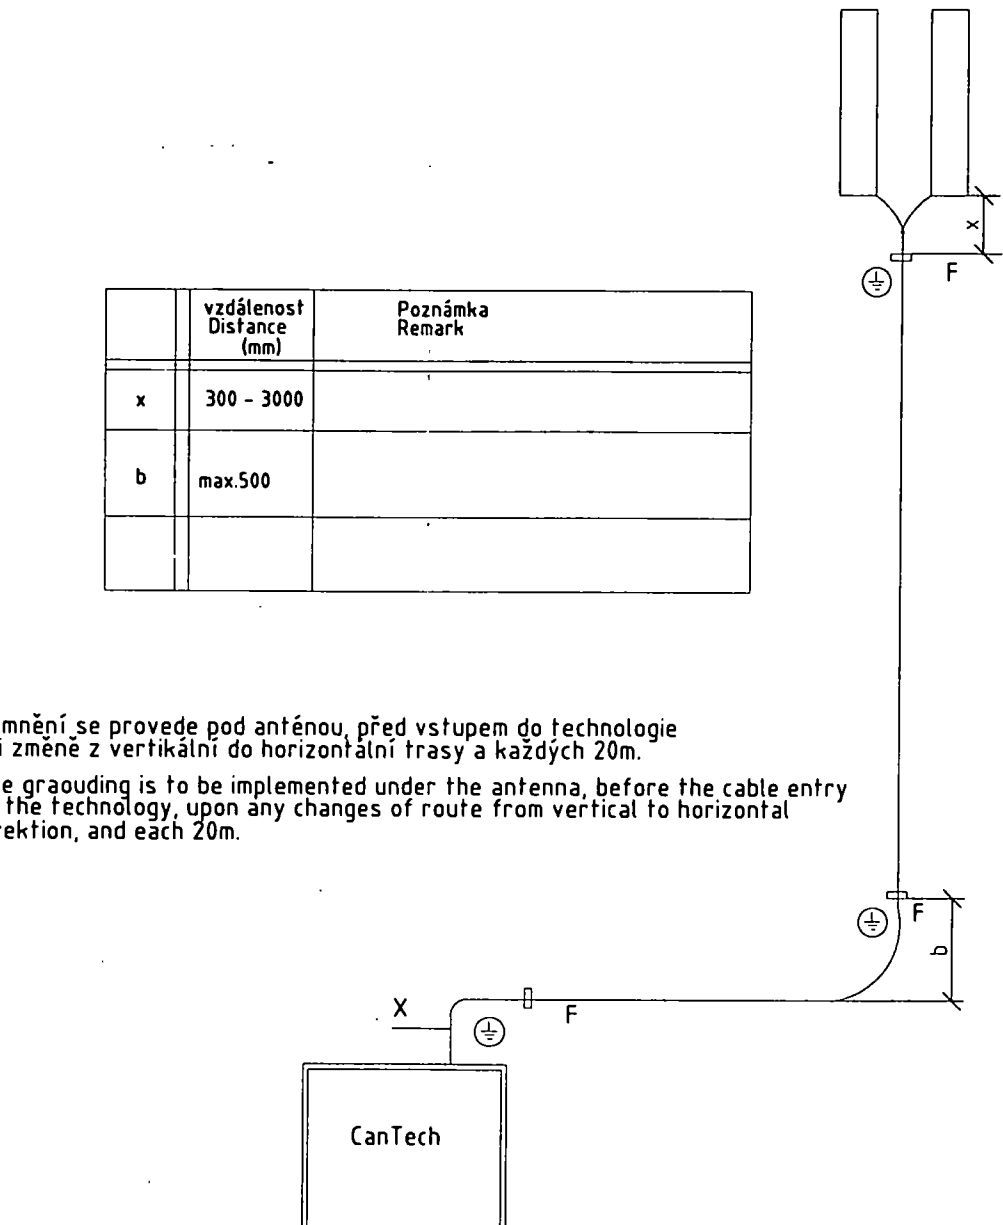 x
F
vzdálenost
Distance
(mm)
Poznámka
Remark
x
300 - 3000
b
max.500
mnění se provede pod anténou, před vstupem do technologie
i změně z vertikální do horizontální trasy a každých 20m.
e graouding is to be implemented under the antenna, before the cable entry
the technology, upon any changes of route from vertical to horizontal
ektion, and each 20m.
F
b
X
F
CanTech